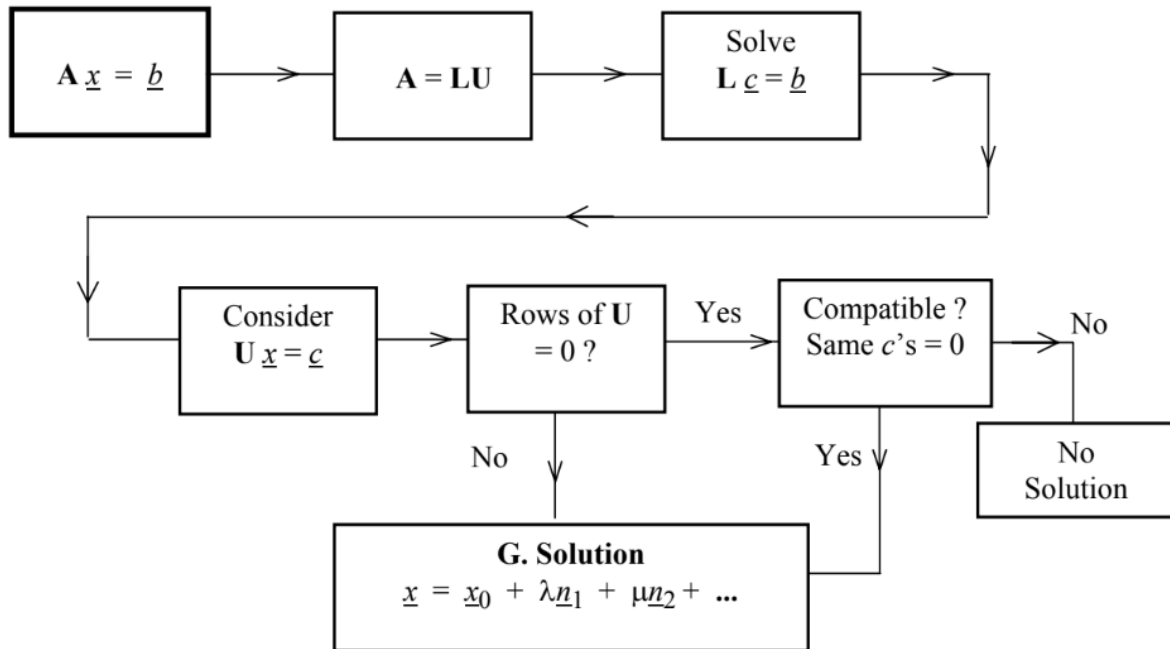 A x = b
A = LU
Solve
L c = b
Consider
U x = c
Rows of U
= 0 ?
Yes
Compatible ?
Same c's = 0
No
No
Yes
No
Solution
G. Solution
x = x₀ + λn₁ + μn₂ + ...